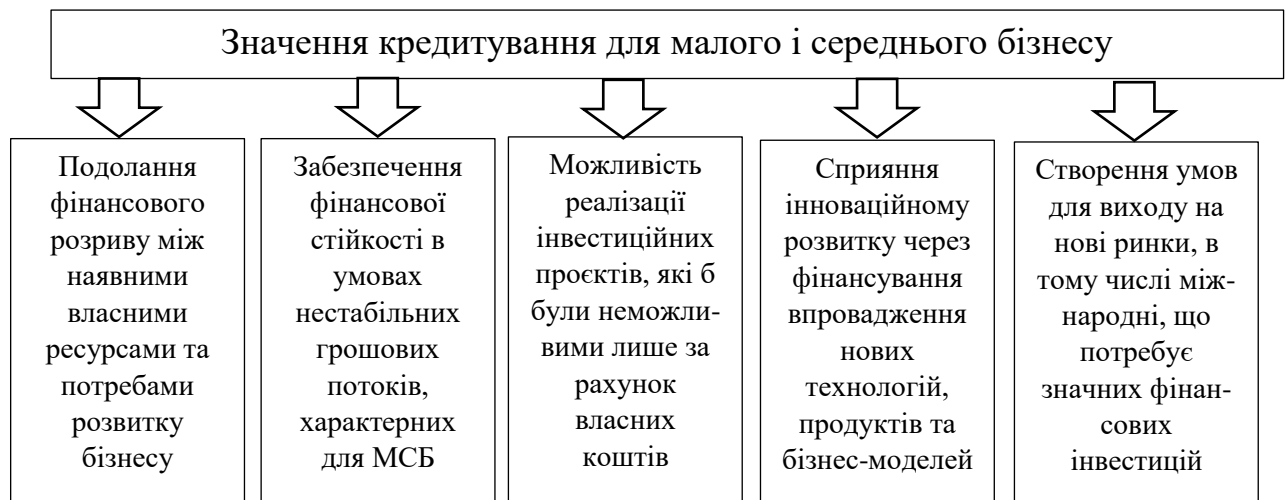 Значення кредитування для малого і середнього бізнесу
Подолання
фінансового
розриву між
наявними
власними
ресурсами та
потребами
розвитку
бізнесу
Забезпечення
фінансової
стійкості в
умовах
нестабільних
грошових
потоків,
характерних
для МСБ
Можливість
реалізації
інвестиційних
проєктів, які б
були неможли-
вими лише за
рахунок
власних
коштів
Сприяння
інноваційному
розвитку через
фінансування
впровадження
нових
технологій,
продуктів та
бізнес-моделей
Створення умов
для виходу на
нові ринки, в
тому числі між-
народні, що
потребує
значних фінан-
сових
інвестицій